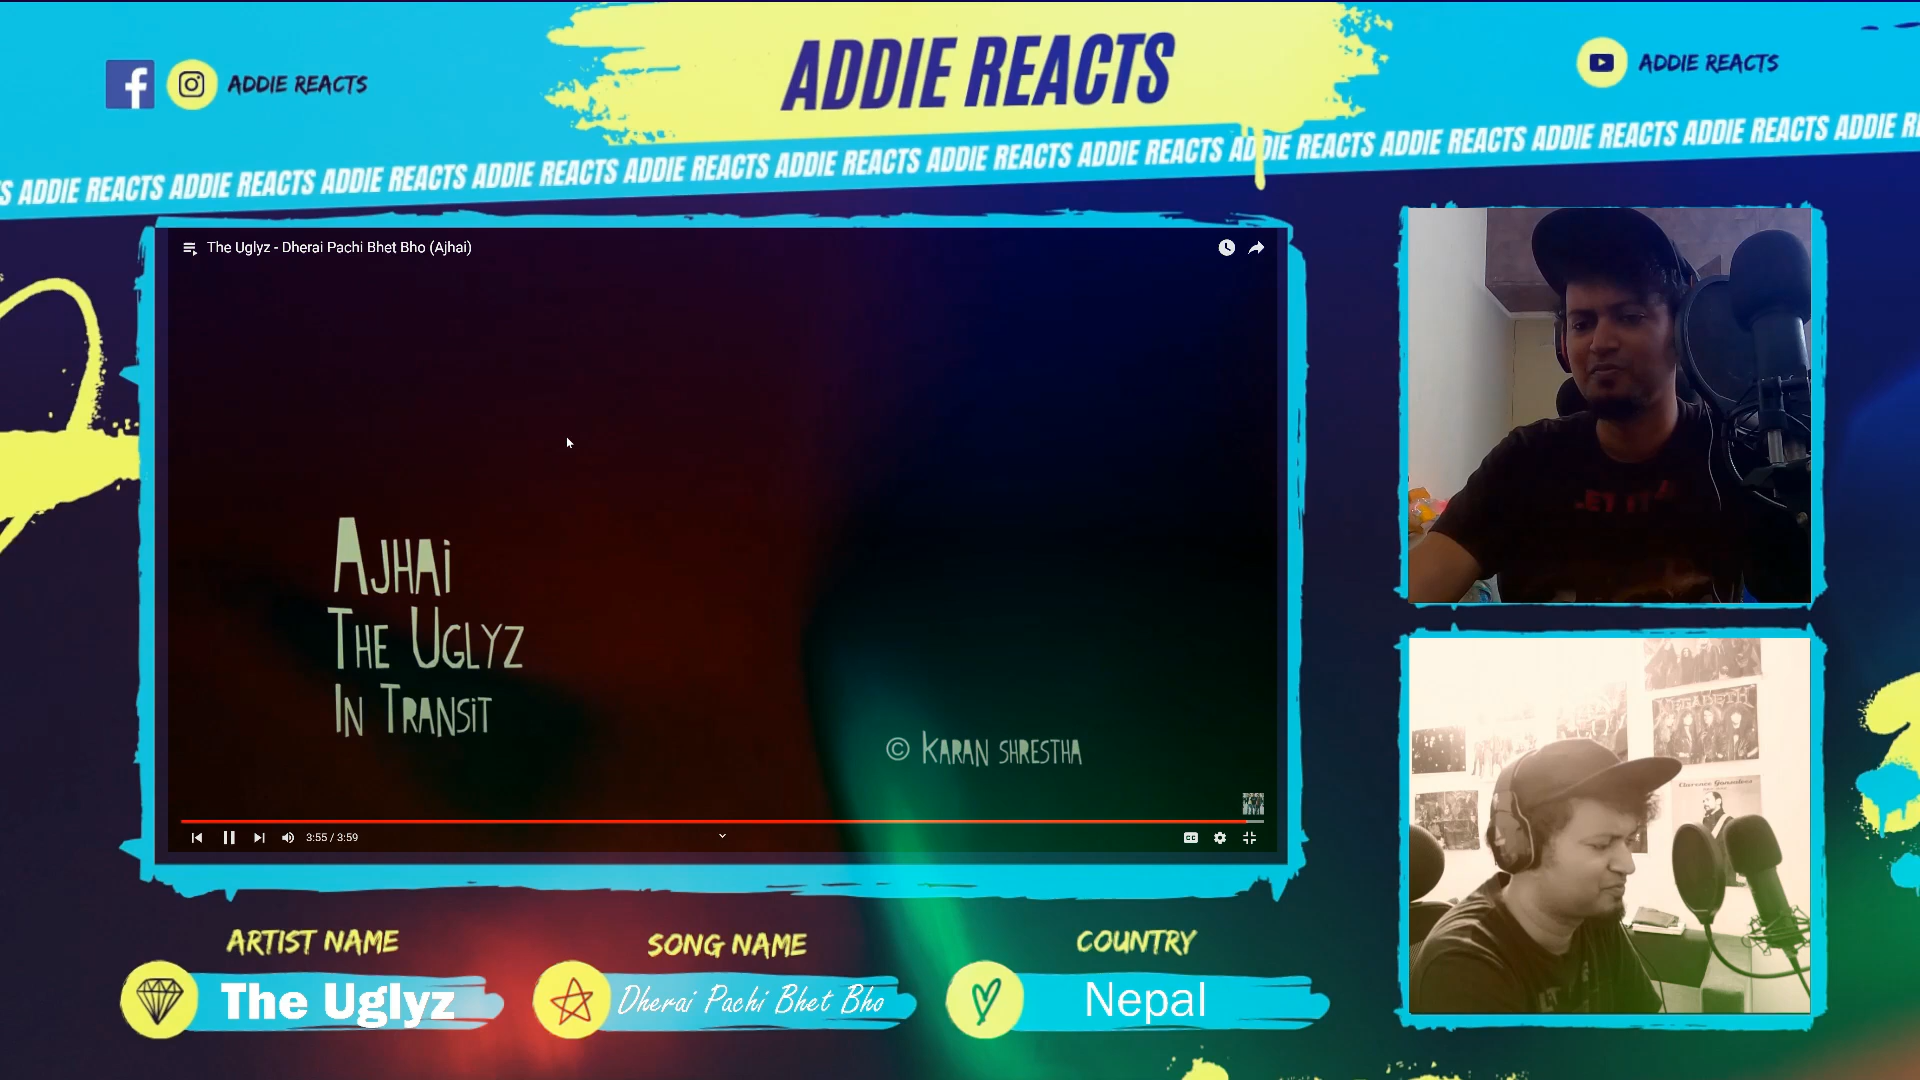 ADDIE REACTS
ADDIE REACTS
ADDIE REACTS
ADDIE REACTS ADDIE REACTS ADDIE REACTS ADDIE REACTS ADDIE REACTS ADDIE REACTS ADDIE REACTS ADDIE REACTS ADDIE REACTS ADDIE REACTS ADDIE REACTS ADDIE REACTS
The Uglyz - Dherai Pachi Bhet Bho (Ajhai)
AJHAi
THE UGLYZ
IN TRANSiT
© KARAN SHRESTHA
3:55 / 3:59
CC
MEGADETH
ARTIST NAME
SONG NAME
COUNTRY
The Uglyz
Dherai Pachi Bhet Bho
Nepal